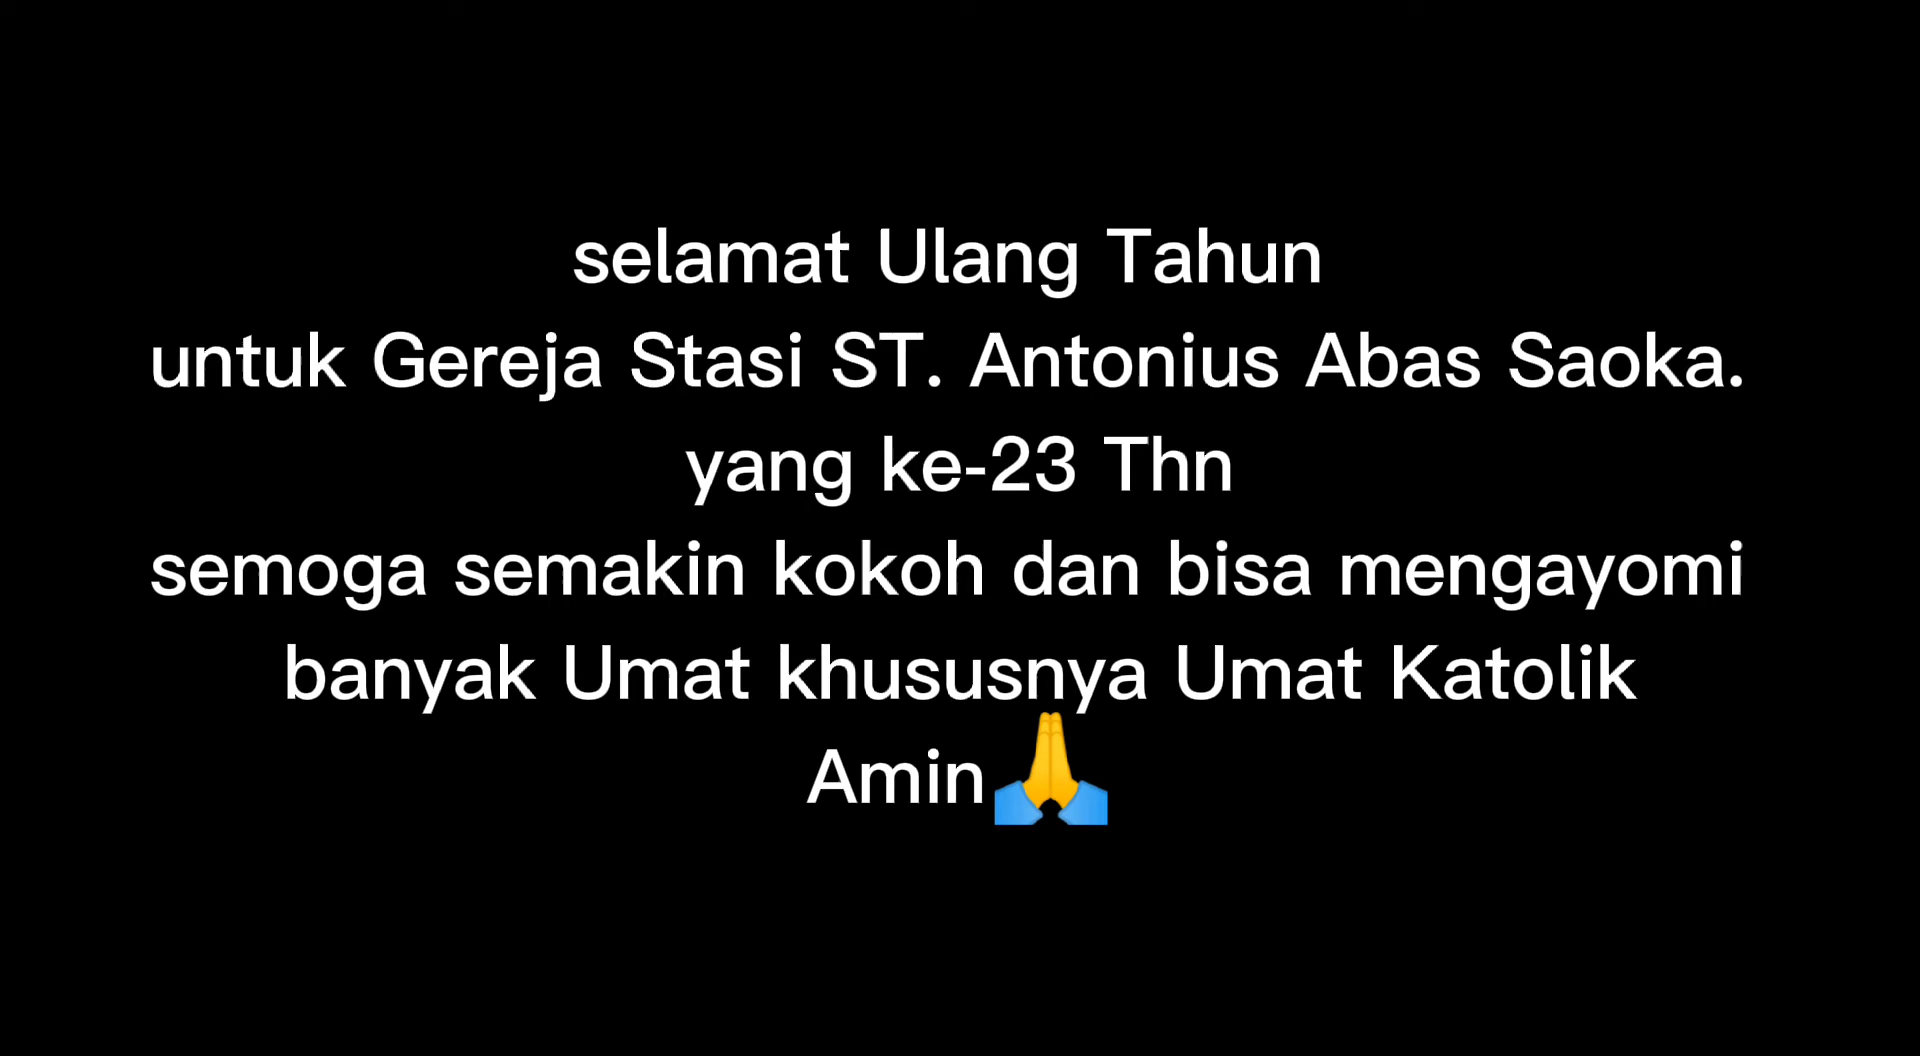 selamat Ulang Tahun
untuk Gereja Stasi ST. Antonius Abas Saoka.
yang ke-23 Thn
semoga semakin kokoh dan bisa mengayomi
banyak Umat khususnya Umat Katolik
Amin🙏